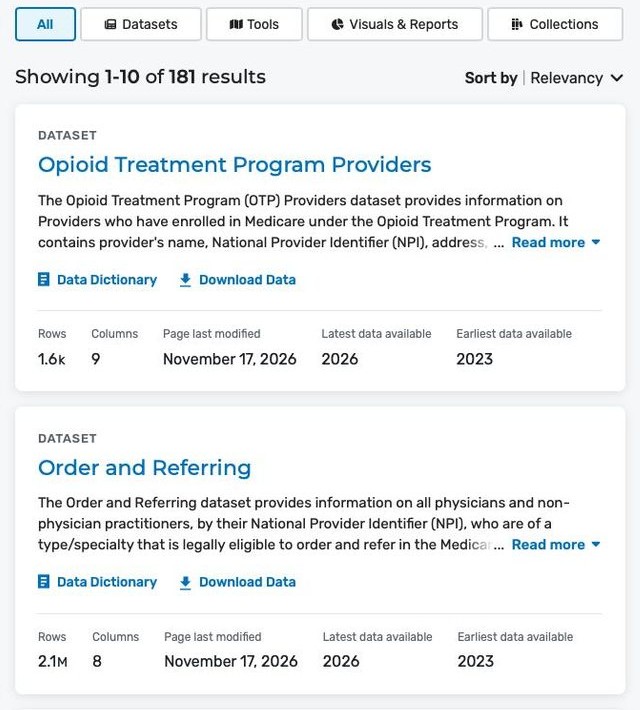 All Datasets Tools Visuals & Reports Collections
Showing 1-10 of 181 results Sort by | Relevancy
DATASET
Opioid Treatment Program Providers
The Opioid Treatment Program (OTP) Providers dataset provides information on
Providers who have enrolled in Medicare under the Opioid Treatment Program. It
contains provider's name, National Provider Identifier (NPI), address, ... Read more
Data Dictionary Download Data
Rows Columns Page last modified Latest data available Earliest data available
1.6k 9 November 17, 2026 2026 2023
DATASET
Order and Referring
The Order and Referring dataset provides information on all physicians and non-
physician practitioners, by their National Provider Identifier (NPI), who are of a
type/specialty that is legally eligible to order and refer in the Medica... Read more
Data Dictionary Download Data
Rows Columns Page last modified Latest data available Earliest data available
2.1M 8 November 17, 2026 2026 2023